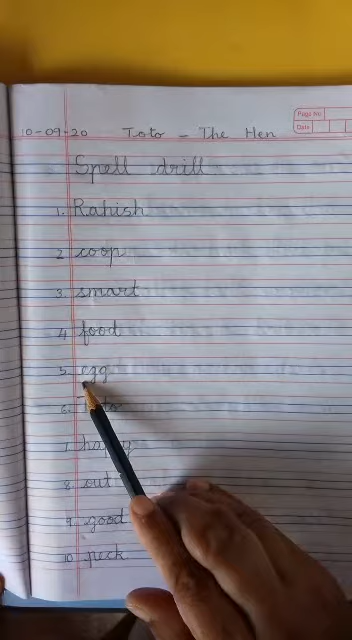 Page No.
10-09-20 Toto - The Hen
Date
Spell drill
1. Rahish
2. coop
3. smart
4. food
5. egg
6. Toto
7.
8. out
9. good
10. peck